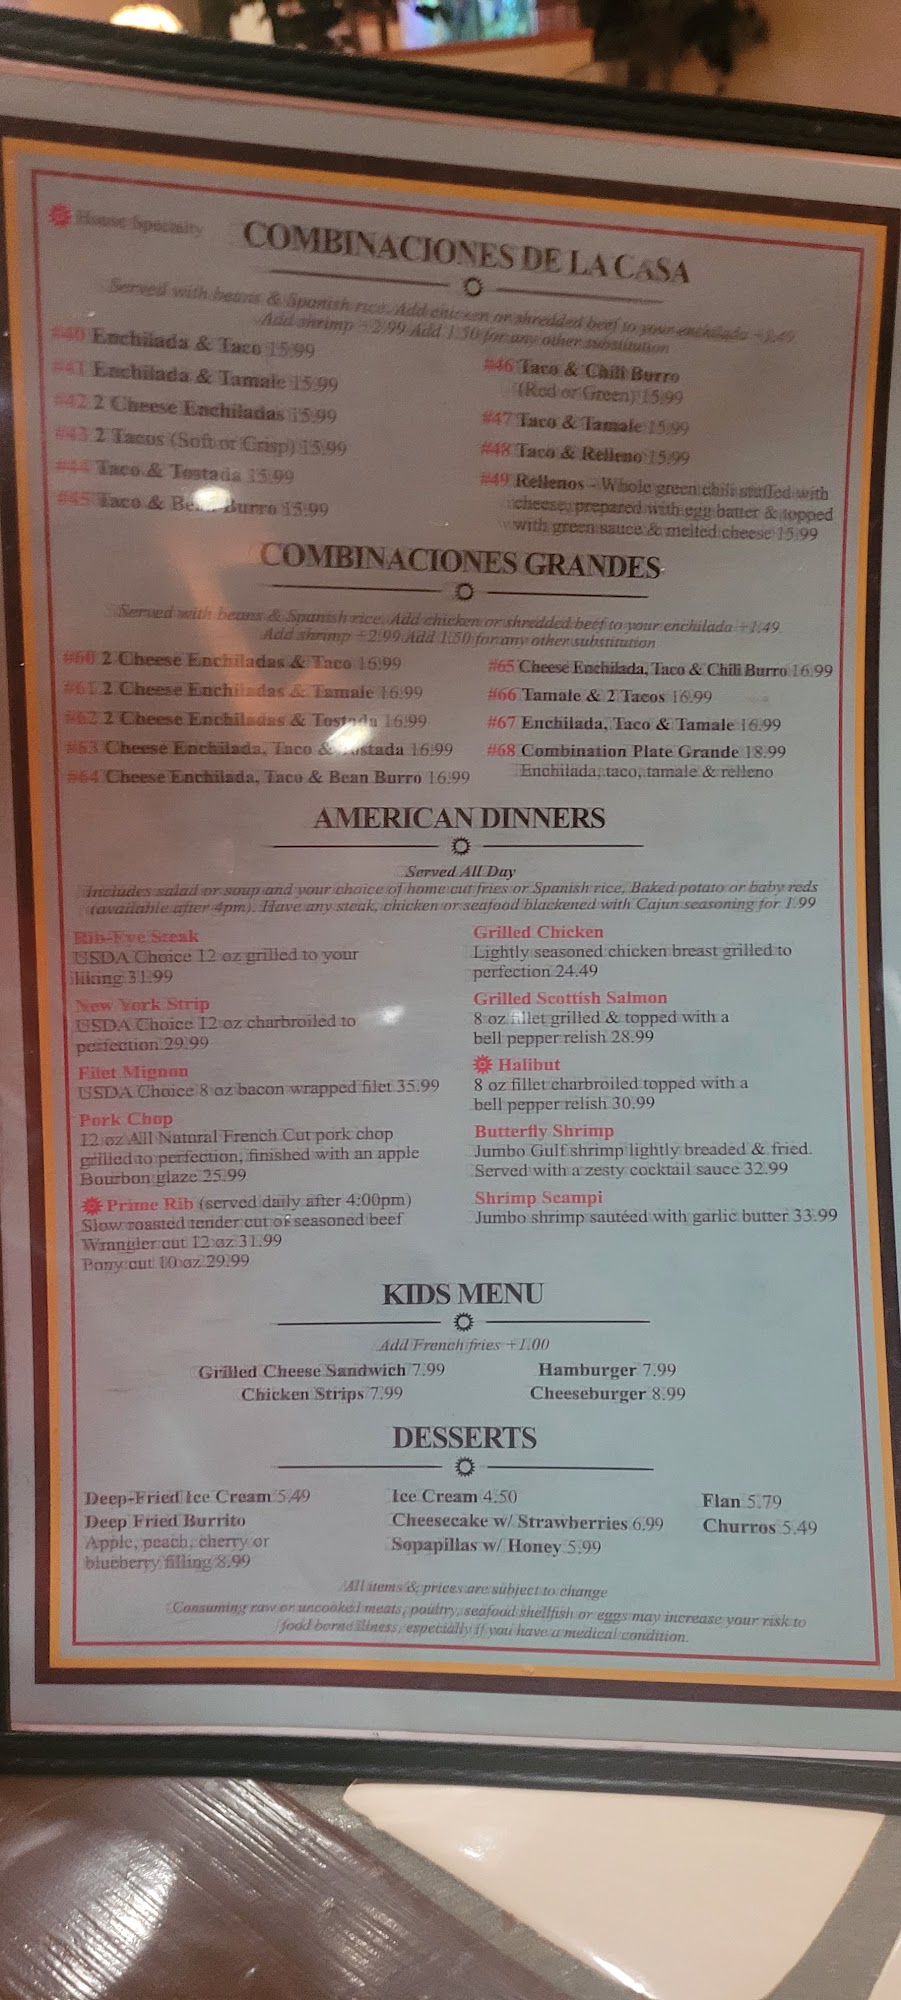 House Specialty
COMBINACIONES DE LA CASA
Served with beans & Spanish rice. Add chicken or shredded beef to your enchilada +1.49
Add shrimp +2.99 Add 1.50 for any other substitution
#40 Enchilada & Taco 15.99
#41 Enchilada & Tamale 15.99
#42 2 Cheese Enchiladas 15.99
#43 2 Tacos (Soft or Crisp) 15.99
#44 Taco & Tostada 15.99
#45 Taco & Bean Burro 15.99
#46 Taco & Chili Burro
(Red or Green) 15.99
#47 Taco & Tamale 15.99
#48 Taco & Relleno 15.99
#49 Rellenos - Whole green chili stuffed with
cheese, prepared with egg batter & topped
with green sauce & melted cheese 15.99
COMBINACIONES GRANDES
Served with beans & Spanish rice. Add chicken or shredded beef to your enchilada +1.49
Add shrimp +2.99 Add 1.50 for any other substitution
#60 2 Cheese Enchiladas & Taco 16.99
#61 2 Cheese Enchiladas & Tamale 16.99
#62 2 Cheese Enchiladas & Tostada 16.99
#63 Cheese Enchilada, Taco & Tostada 16.99
#64 Cheese Enchilada, Taco & Bean Burro 16.99
#65 Cheese Enchilada, Taco & Chili Burro 16.99
#66 Tamale & 2 Tacos 16.99
#67 Enchilada, Taco & Tamale 16.99
#68 Combination Plate Grande 18.99
Enchilada, taco, tamale & relleno
AMERICAN DINNERS
Served All Day
Includes salad or soup and your choice of home cut fries or Spanish rice, Baked potato or baby reds
(available after 4pm). Have any steak, chicken or seafood blackened with Cajun seasoning for 1.99
Rib-Eye Steak
USDA Choice 12 oz grilled to your
liking 31.99
New York Strip
USDA Choice 12 oz charbroiled to
perfection 29.99
Filet Mignon
USDA Choice 8 oz bacon wrapped filet 35.99
Pork Chop
12 oz All Natural French Cut pork chop
grilled to perfection, finished with an apple
Bourbon glaze 25.99
Prime Rib (served daily after 4:00pm)
Slow roasted tender cut of seasoned beef
Wrangler cut 12 oz 31.99
Pony cut 10 oz 29.99
Grilled Chicken
Lightly seasoned chicken breast grilled to
perfection 24.49
Grilled Scottish Salmon
8 oz fillet grilled & topped with a
bell pepper relish 28.99
Halibut
8 oz fillet charbroiled topped with a
bell pepper relish 30.99
Butterfly Shrimp
Jumbo Gulf shrimp lightly breaded & fried.
Served with a zesty cocktail sauce 32.99
Shrimp Scampi
Jumbo shrimp sautéed with garlic butter 33.99
KIDS MENU
Add French fries +1.00
Grilled Cheese Sandwich 7.99
Chicken Strips 7.99
Hamburger 7.99
Cheeseburger 8.99
DESSERTS
Deep-Fried Ice Cream 5.49
Deep Fried Burrito
Apple, peach, cherry or
blueberry filling 8.99
Ice Cream 4.50
Cheesecake w/ Strawberries 6.99
Sopapillas w/ Honey 5.99
Flan 5.79
Churros 5.49
All items & prices are subject to change
Consuming raw or uncooked meats, poultry, seafood shellfish or eggs may increase your risk to
food borne illness, especially if you have a medical condition.